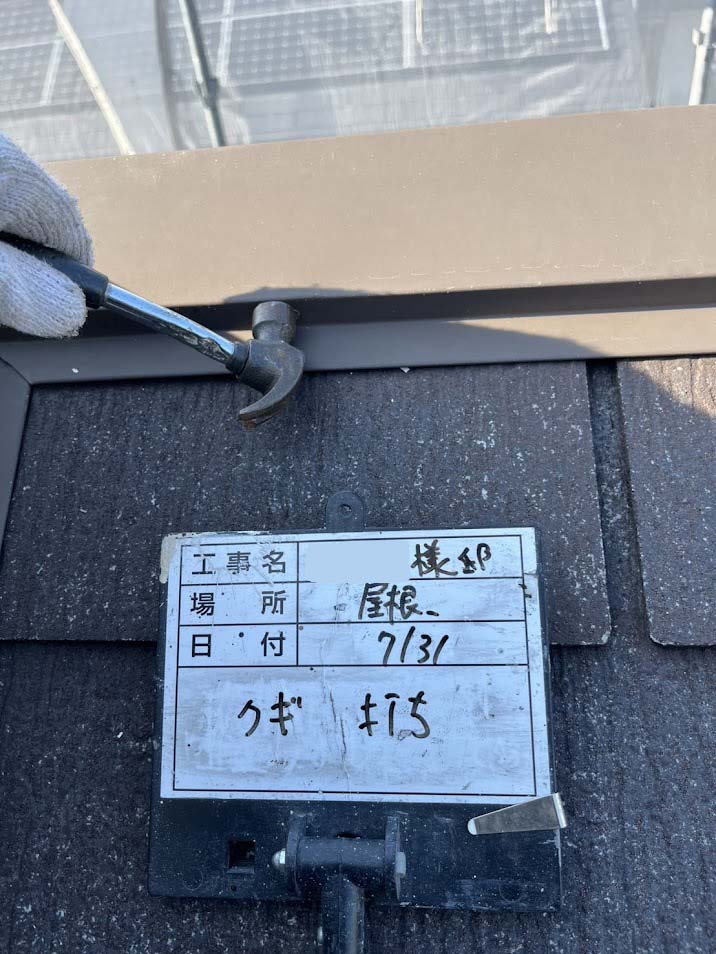 工事名 様邸
場所 屋根
日付 7/31
クギ 打ち